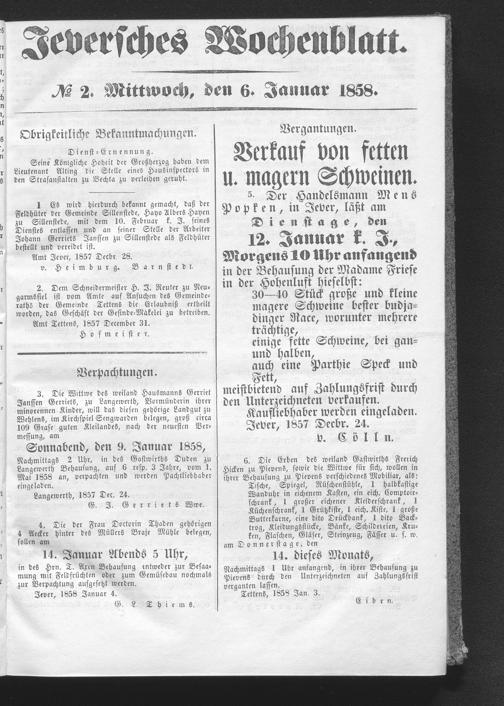 Jeversches Wochenblatt.
№ 2. Mittwoch, den 6. Januar 1858.
Obrigkeitliche Bekanntmachungen.
Dienst-Ernennung.
Seine Königliche Hoheit der Großherzog haben dem
Lieutenant Alting die Stelle eines Hausinspectors in
den Strafanstalten zu Vechta zu verleihen geruht.
1 Es wird hierdurch bekannt gemacht, daß der
Feldhüter der Gemeinde Sillenstede, Hayo Albers Hayen
zu Sillenstede, mit dem 10. Februar k. J. seines
Dienstes entlassen und an seiner Stelle der Arbeiter
Johann Gerriets Janssen zu Sillenstede als Feldhüter
bestellt und vereidet ist.
Amt Jever, 1857 Decbr. 28.
v. Heimburg. Barnstedt.
2. Dem Schneidermeister H. J. Reuter zu Neu-
garmssiel ist vom Amte auf Ansuchen des Gemeinde-
raths der Gemeinde Tettens die Erlaubniß ertheilt
worden, das Geschäft der Gesinde-Mäkelei zu betreiben.
Amt Tettens, 1857 December 31.
Hofmeister.
Verpachtungen.
3. Die Wittwe des weiland Hausmanns Gerriet
Janssen Gerriets, zu Langewerth, Vormünderin ihrer
minorennen Kinder, will das diesen gehörige Landgut zu
Wehlens, im Kirchspiel Sengwarden belegen, groß circa
109 Grase guten Kleilandes, nach der neuesten Ver-
messung, am
Sonnabend, den 9. Januar 1858,
Nachmittags 2 Uhr, in des Gastwirths Duden zu
Langewerth Behausung, auf 6 resp. 3 Jahre, vom 1.
Mai 1858 an, verpachten und werden Pachtliebhaber
eingeladen.
Langewerth, 1857 Dec. 24.
G. J. Gerriets Wwe.
4. Die der Frau Doctorin Thaden gehörigen
4 Aecker hinter des Müllers Braje Mühle belegen,
sollen am
14. Januar Abends 5 Uhr,
in des Hrn. T. Aren Behausung entweder zur Besaa-
mung mit Feldfrüchten oder zum Gemüsebau nochmals
zur Verpachtung aufgesetzt werden.
Jever, 1858 Januar 4.
G. L. Thiems.
Vergantungen.
Verkauf von fetten
u. magern Schweinen.
5. Der Handelsmann Mens
Popken, in Jever, läßt am
Dienstage, den
12. Januar k. J.,
Morgens 10 Uhr anfangend
in der Behausung der Madame Friese
in der Hohenluft hieselbst:
30—40 Stück große und kleine
magere Schweine bester budja-
dinger Race, worunter mehrere
trächtige,
einige fette Schweine, bei gan-
zen und halben,
auch eine Parthie Speck und
Fett,
meistbietend auf Zahlungsfrist durch
den Unterzeichneten verkaufen.
Kaufliebhaber werden eingeladen.
Jever, 1857 Decbr. 24.
v. Cölln.
6. Die Erben des weiland Gastwirths Freerich
Hicken zu Pievens, sowie die Wittwe für sich, wollen in
ihrer Behausung zu Pievens verschiedenes Mobiliar, als:
Tische, Spiegel, Rüschenstühle, 1 halbkastige
Wanduhr in eichenem Kasten, ein eich. Comptoir-
schrank, 1 großer eichener Kleiderschrank, 1
Küchenschrank, 1 Grützkiste, 1 eich. Kiste, 1 große
Butterkarne, eine dito Drückbank, 1 dito Back-
trog, Kleidungsstücke, Bänke, Schildereien, Krü-
ken, Flaschen, Gläser, Steinzeug, Fässer u. s. w.
am Donnerstage, den
14. dieses Monats,
Nachmittags 1 Uhr anfangend, in ihrer Behausung zu
Pievens durch den Unterzeichneten auf Zahlungsfrist
verganten lassen.
Tettens, 1858 Jan. 3.
Eiben.